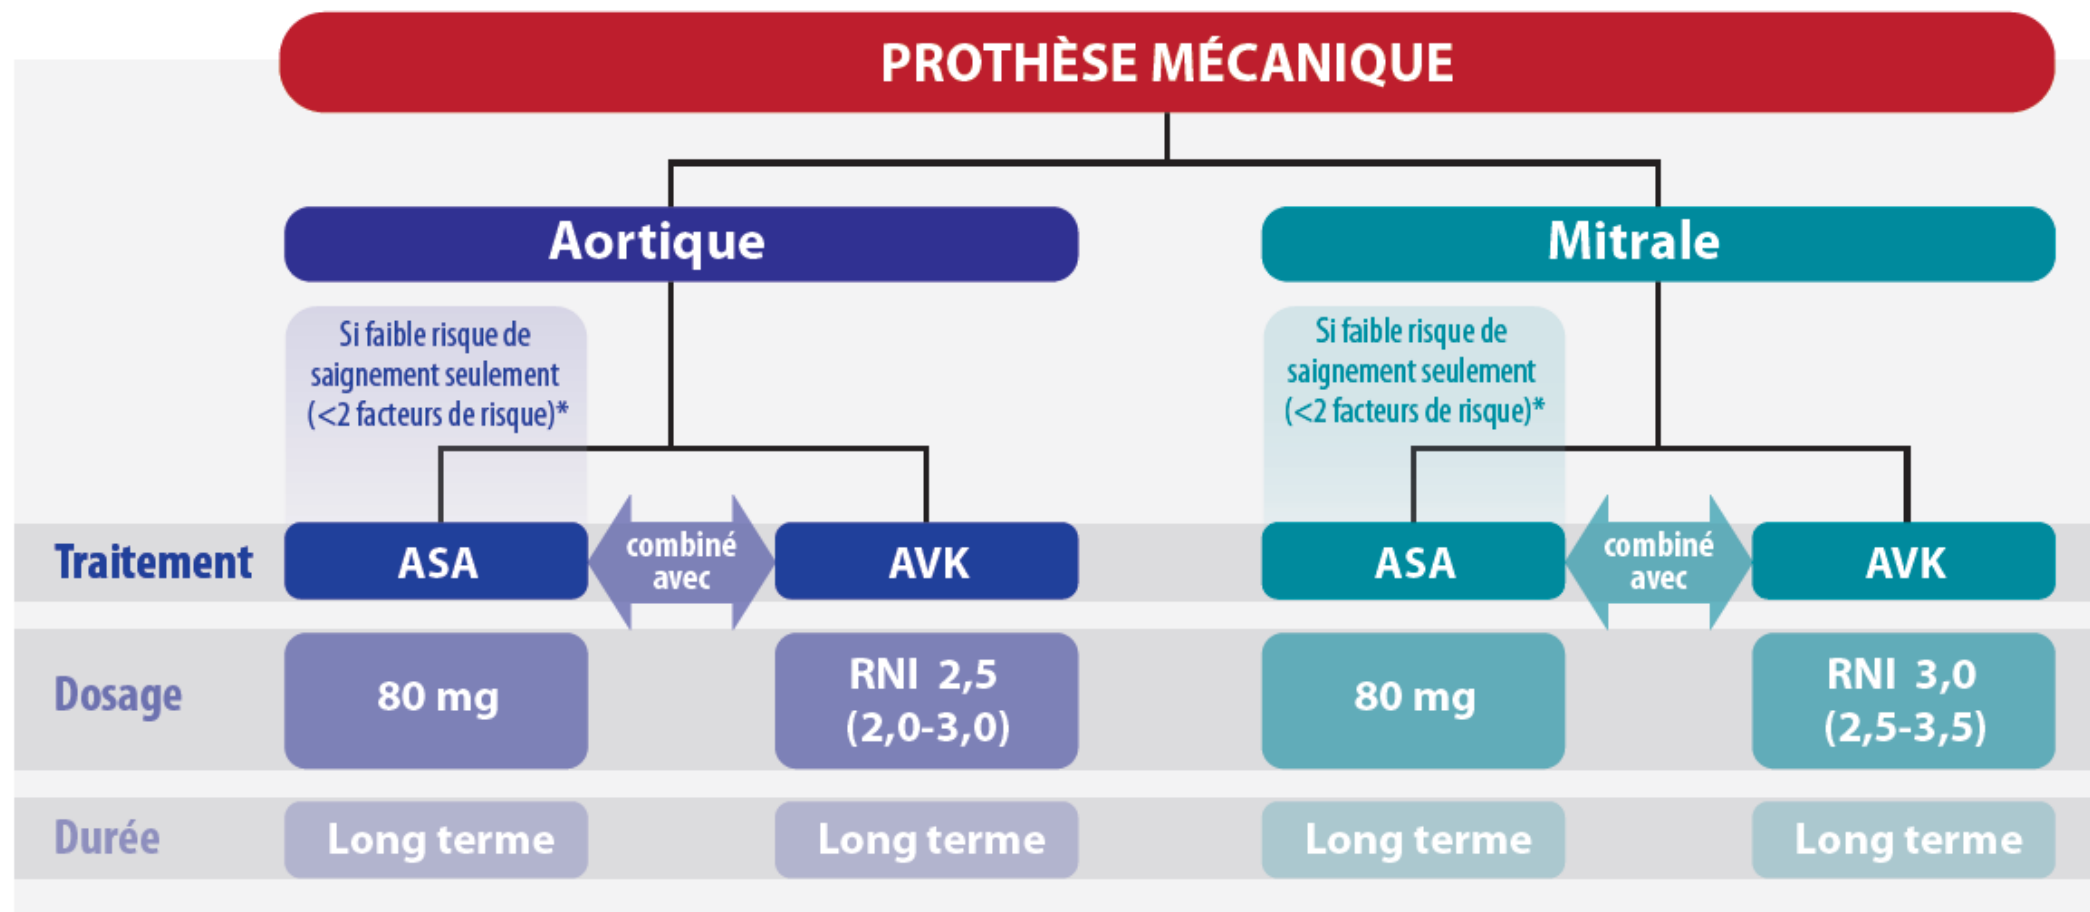 PROTHÈSE MÉCANIQUE
Aortique
Mitrale
Si faible risque de
saignement seulement
(<2 facteurs de risque)*
Si faible risque de
saignement seulement
(<2 facteurs de risque)*
Traitement
ASA
combiné
avec
AVK
ASA
combiné
avec
AVK
Dosage
80 mg
RNI 2,5
(2,0-3,0)
80 mg
RNI 3,0
(2,5-3,5)
Durée
Long terme
Long terme
Long terme
Long terme